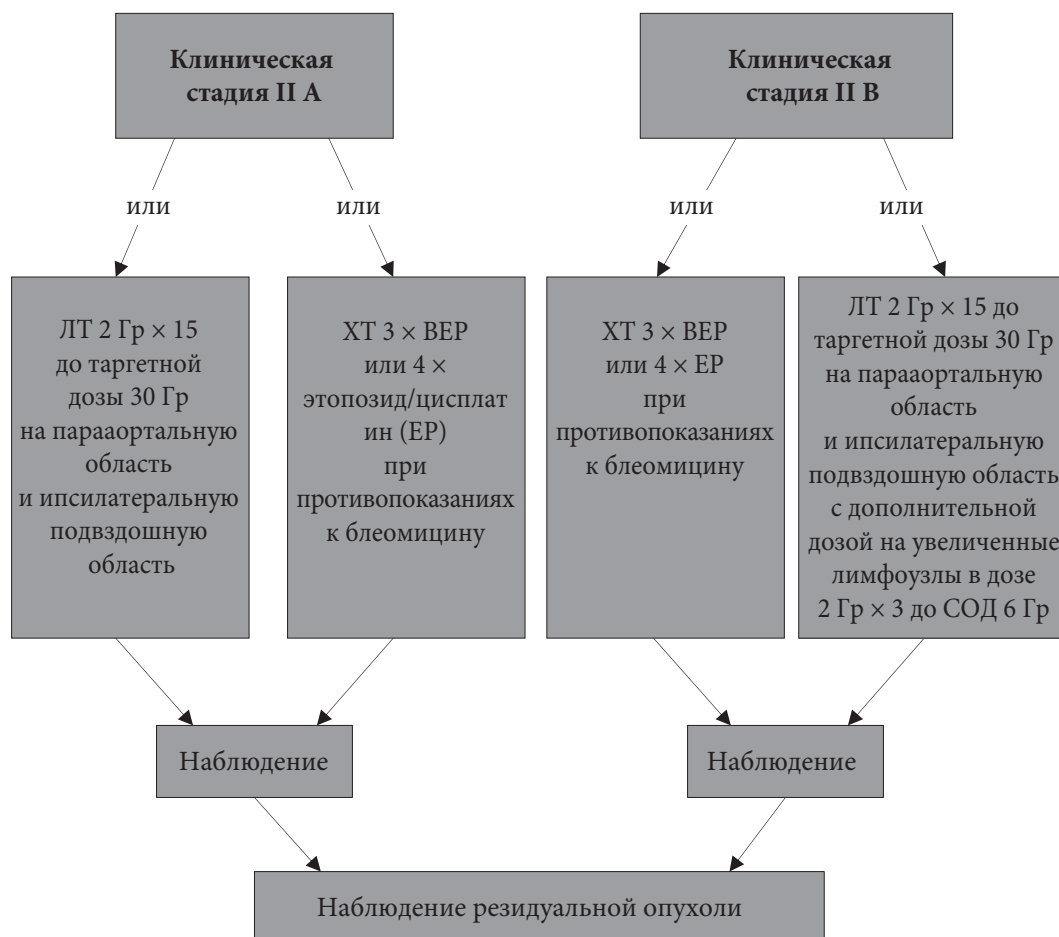 Клиническая
стадия II A
Клиническая
стадия II B
или
или
или
или
ЛТ 2 Гр × 15
до таргетной
дозы 30 Гр
на парааортальную
область
и ипсилатеральную
подвздошную
область
ХТ 3 × BEP
или 4 ×
этопозид/цисплат
ин (EP)
при
противопоказаниях
к блеомицину
ХТ 3 × BEP
или 4 × EP
при
противопоказаниях
к блеомицину
ЛТ 2 Гр × 15 до
таргетной дозы 30 Гр
на парааортальную
область
и ипсилатеральную
подвздошную область
с дополнительной
дозой на увеличенные
лимфоузлы в дозе
2 Гр × 3 до СОД 6 Гр
Наблюдение
Наблюдение
Наблюдение резидуальной опухоли